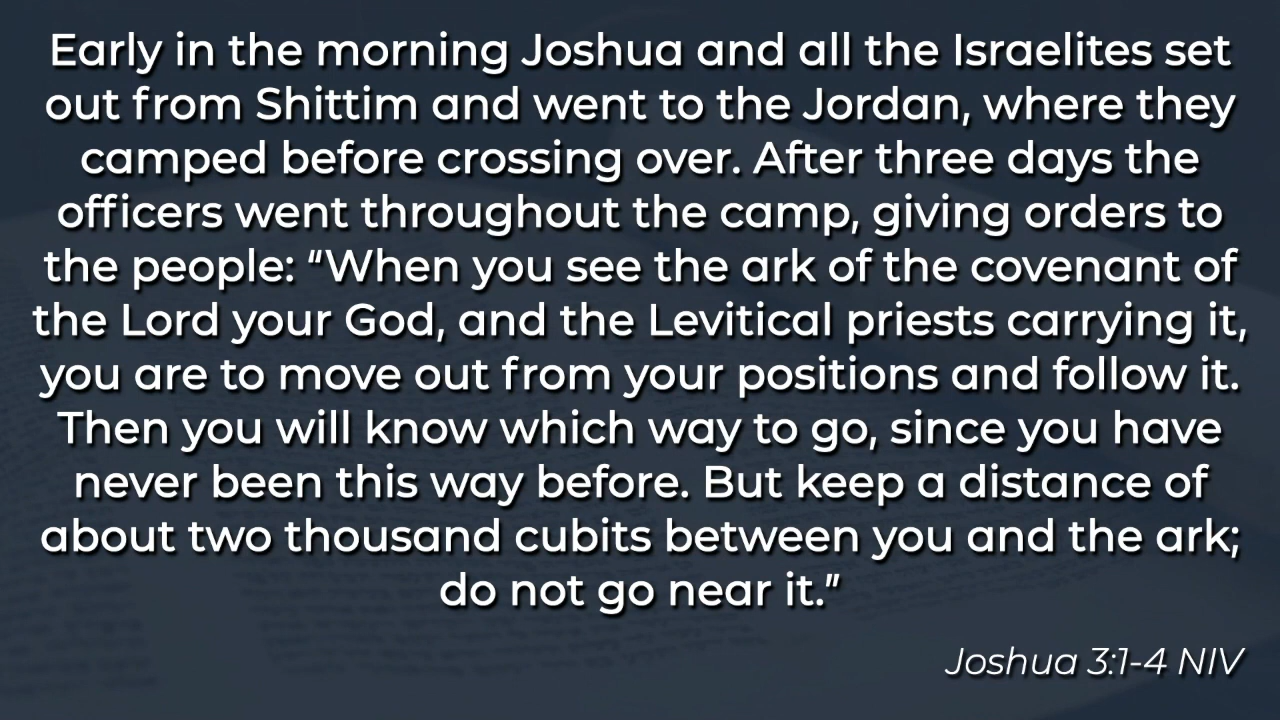 Early in the morning Joshua and all the Israelites set
out from Shittim and went to the Jordan, where they
camped before crossing over. After three days the
officers went throughout the camp, giving orders to
the people: “When you see the ark of the covenant of
the Lord your God, and the Levitical priests carrying it,
you are to move out from your positions and follow it.
Then you will know which way to go, since you have
never been this way before. But keep a distance of
about two thousand cubits between you and the ark;
do not go near it.”
Joshua 3:1-4 NIV